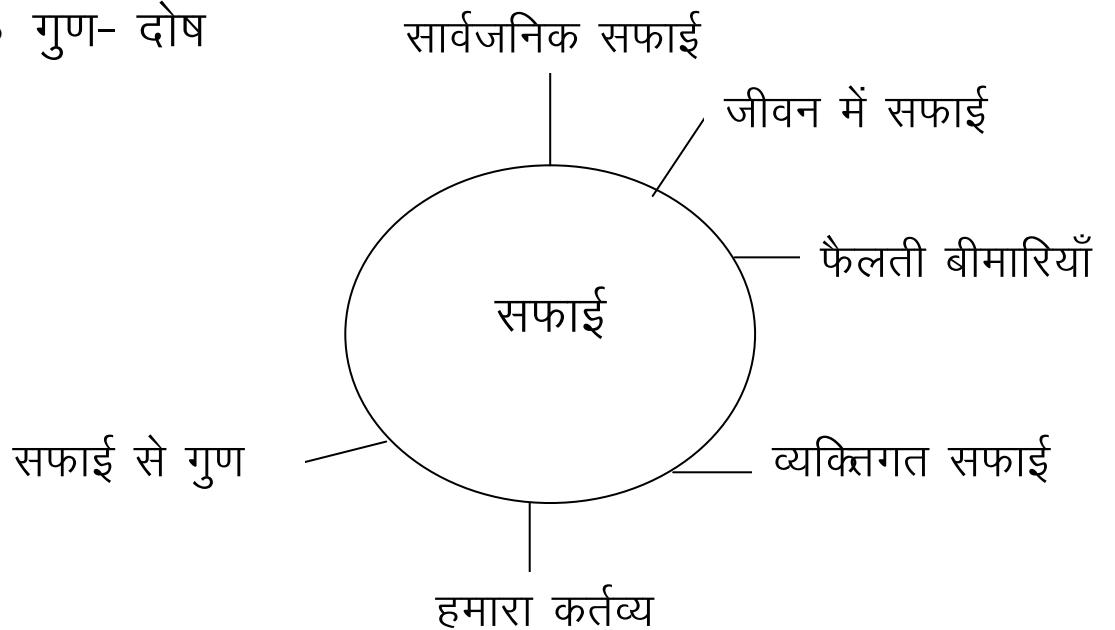 गुण- दोष
सार्वजनिक सफाई
जीवन में सफाई
फैलती बीमारियाँ
सफाई
सफाई से गुण
व्यक्तिगत सफाई
हमारा कर्तव्य